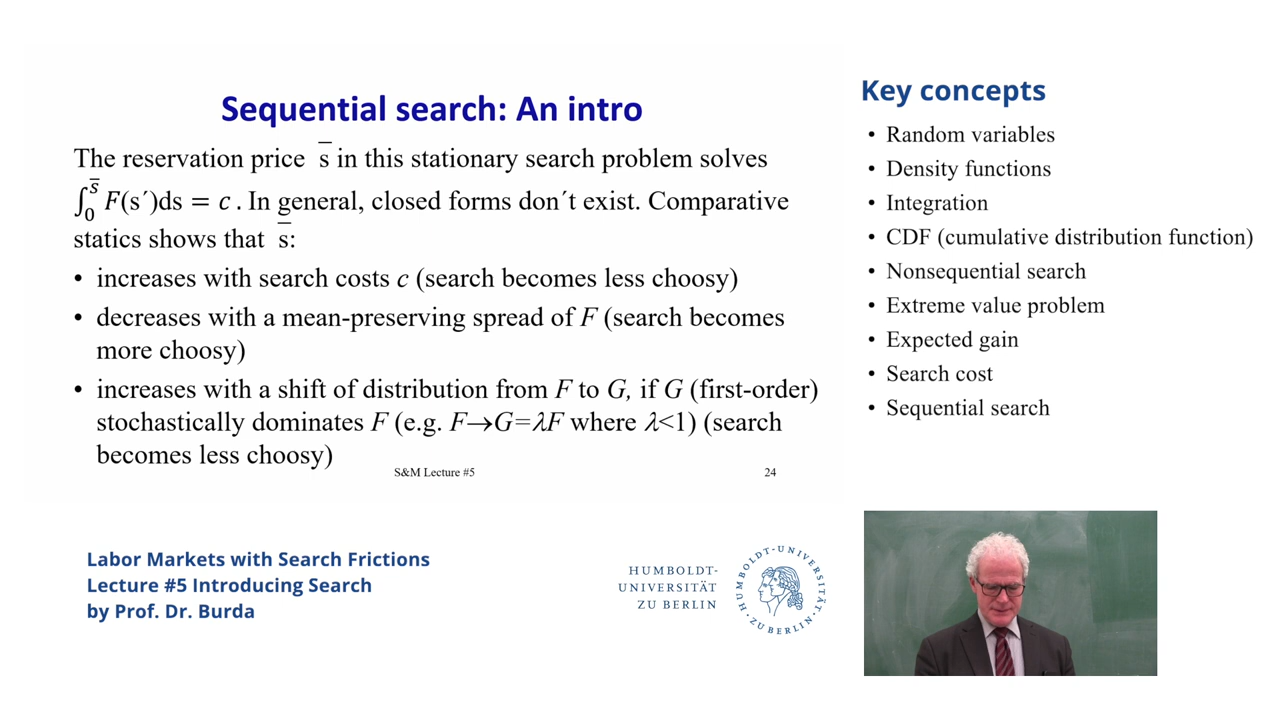 Sequential search: An intro
The reservation price s̅ in this stationary search problem solves
∫₀^s̅ F(s´)ds = c . In general, closed forms don´t exist. Comparative
statics shows that s̅:
• increases with search costs c (search becomes less choosy)
• decreases with a mean-preserving spread of F (search becomes
more choosy)
• increases with a shift of distribution from F to G, if G (first-order)
stochastically dominates F (e.g. F→G=λF where λ<1) (search
becomes less choosy)
S&M Lecture #5
24
Key concepts
• Random variables
• Density functions
• Integration
• CDF (cumulative distribution function)
• Nonsequential search
• Extreme value problem
• Expected gain
• Search cost
• Sequential search
Labor Markets with Search Frictions
Lecture #5 Introducing Search
by Prof. Dr. Burda
HUMBOLDT-
UNIVERSITÄT
ZU BERLIN
HUMBOLDT-UNIVERSITÄT
·ZU BERLIN·